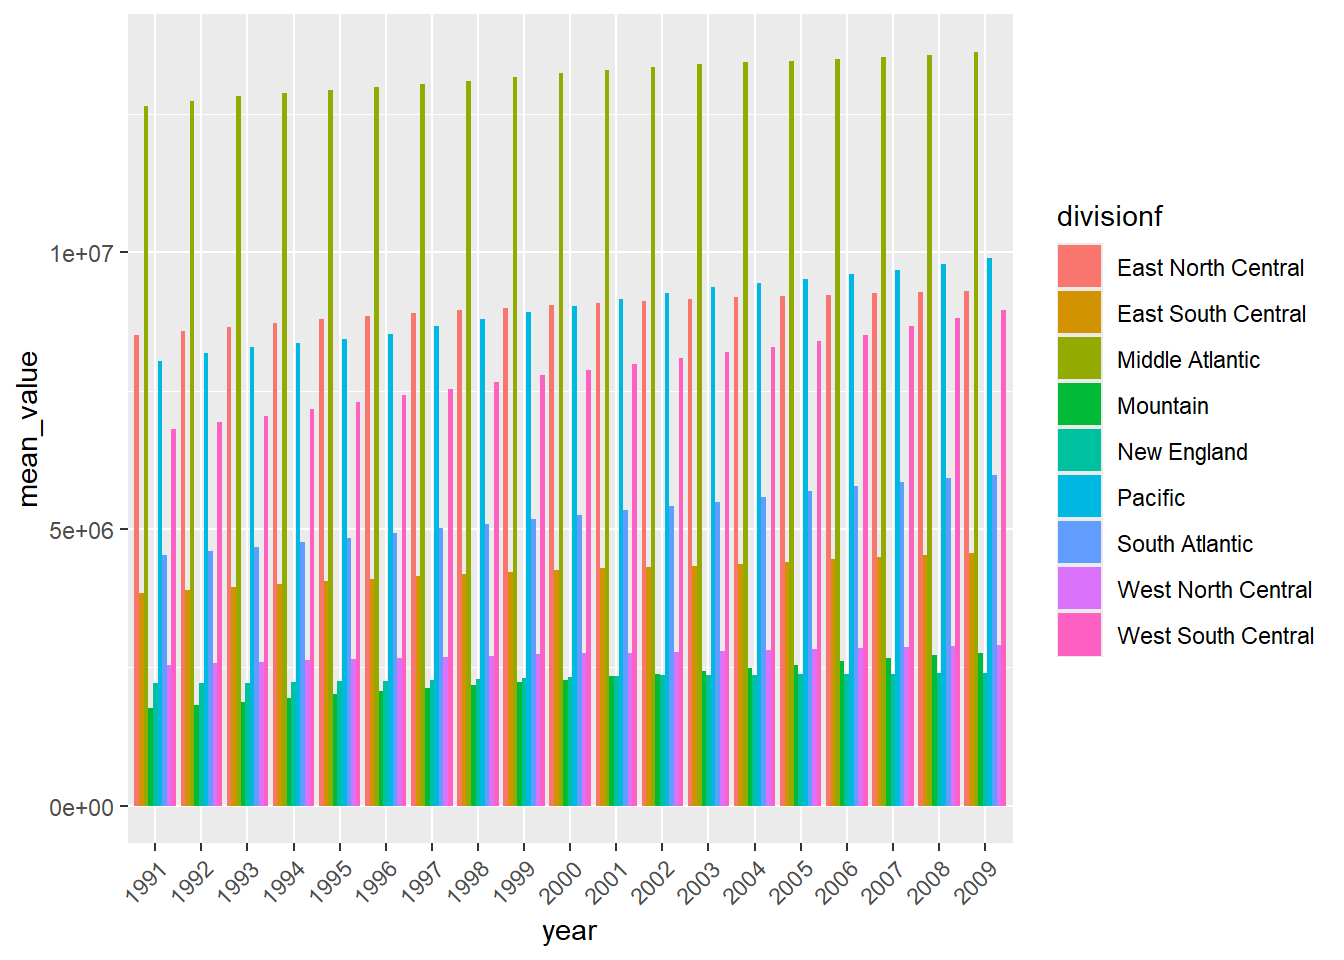 1e+07
5e+06
0e+00
mean_value
1991 1992 1993 1994 1995 1996 1997 1998 1999 2000 2001 2002 2003 2004 2005 2006 2007 2008 2009
year
divisionf
East North Central
East South Central
Middle Atlantic
Mountain
New England
Pacific
South Atlantic
West North Central
West South Central